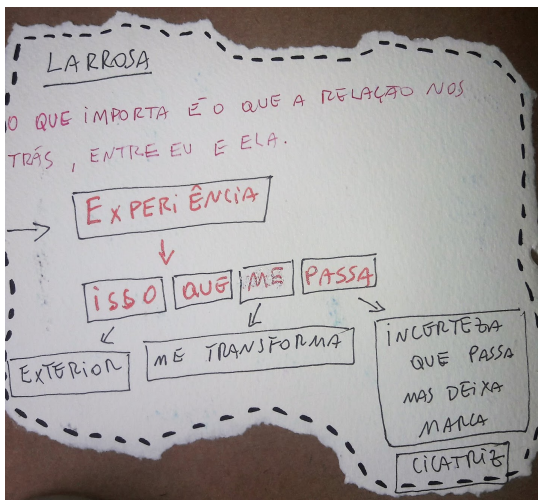 LARROSA
O QUE IMPORTA É O QUE A RELAÇÃO NOS
TRÁS, ENTRE EU E ELA.
EXPERIÊNCIA
ISSO QUE ME PASSA
EXTERIOR
ME TRANSFORMA
INCERTEZA
QUE PASSA
MAS DEIXA
MARCA
CICATRIZ